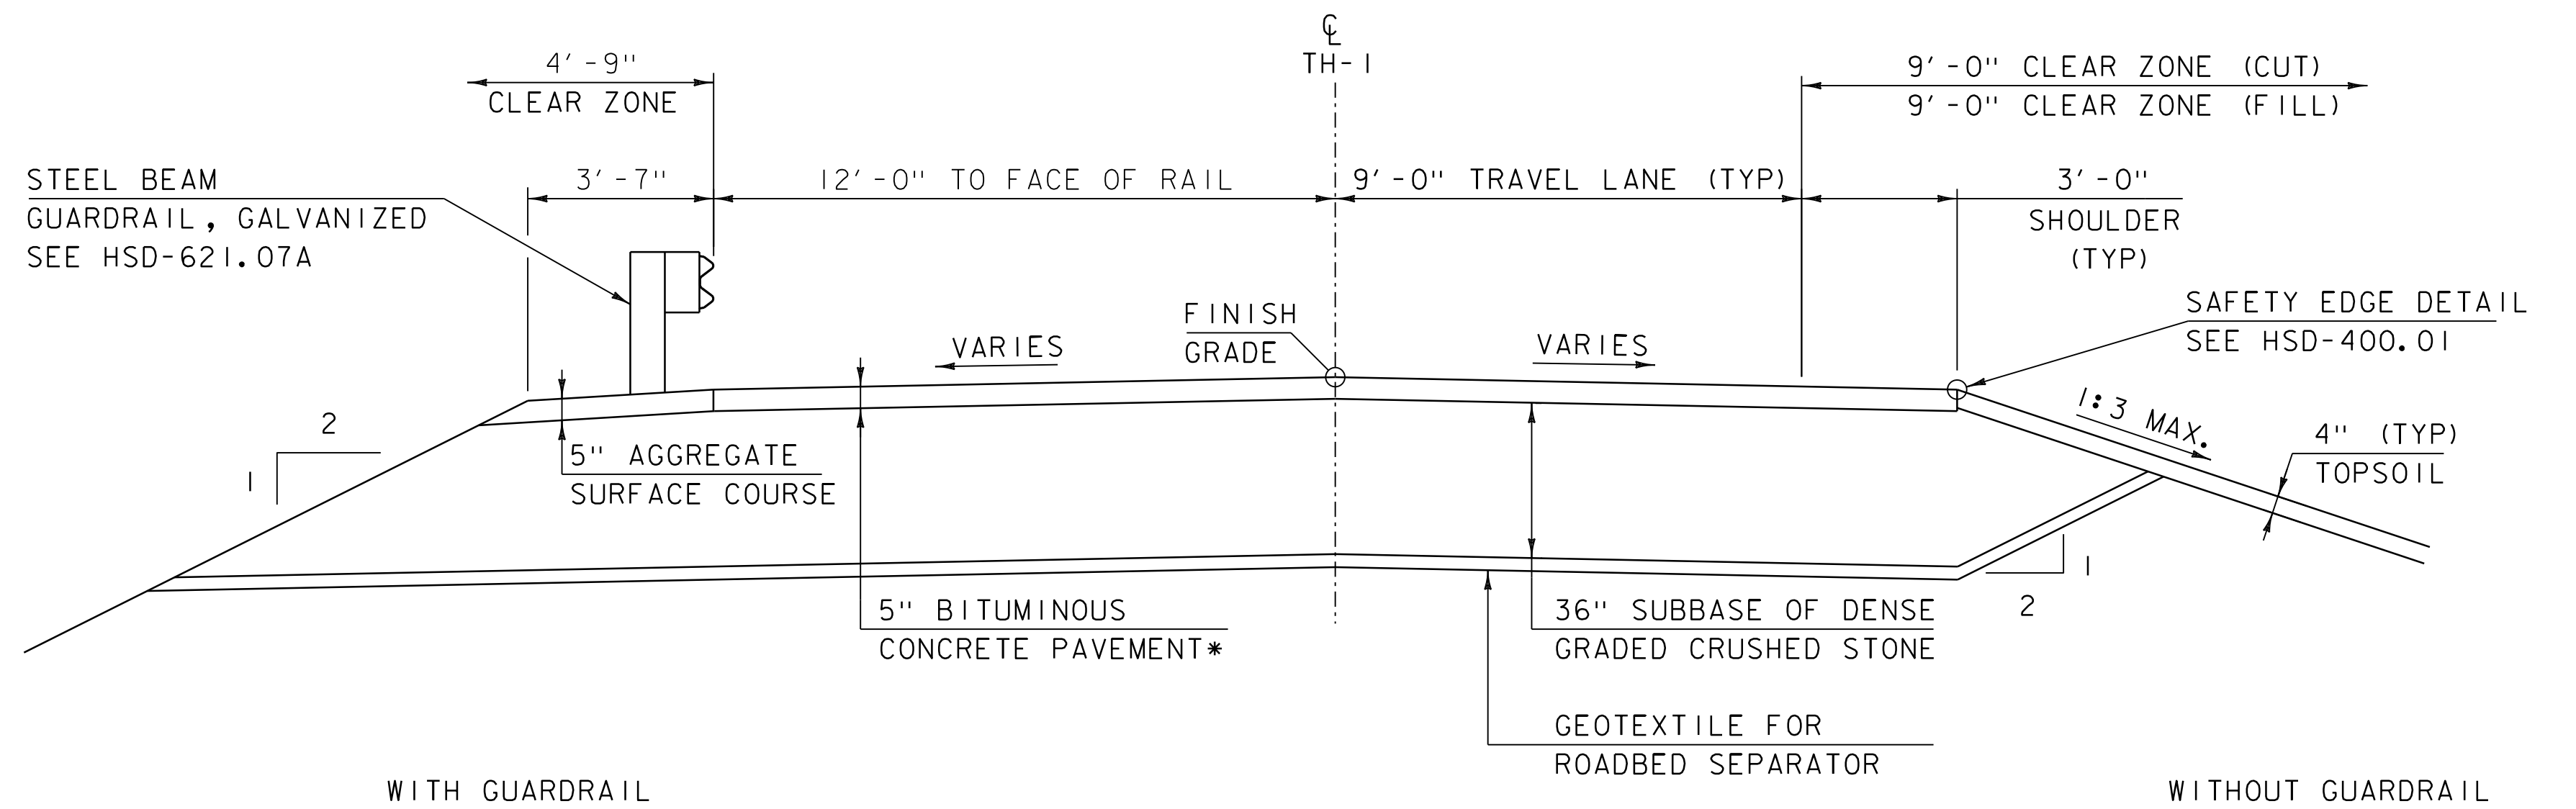 ℄
TH-1
4'-9"
CLEAR ZONE
9'-0" CLEAR ZONE (CUT)
9'-0" CLEAR ZONE (FILL)
STEEL BEAM
GUARDRAIL, GALVANIZED
SEE HSD-621.07A
3'-7"
12'-0" TO FACE OF RAIL
9'-0" TRAVEL LANE (TYP)
3'-0"
SHOULDER
(TYP)
SAFETY EDGE DETAIL
SEE HSD-400.01
FINISH
GRADE
VARIES
VARIES
1:3 MAX.
4" (TYP)
TOPSOIL
2
1
5" AGGREGATE
SURFACE COURSE
5" BITUMINOUS
CONCRETE PAVEMENT*
36" SUBBASE OF DENSE
GRADED CRUSHED STONE
1
2
GEOTEXTILE FOR
ROADBED SEPARATOR
WITH GUARDRAIL
WITHOUT GUARDRAIL